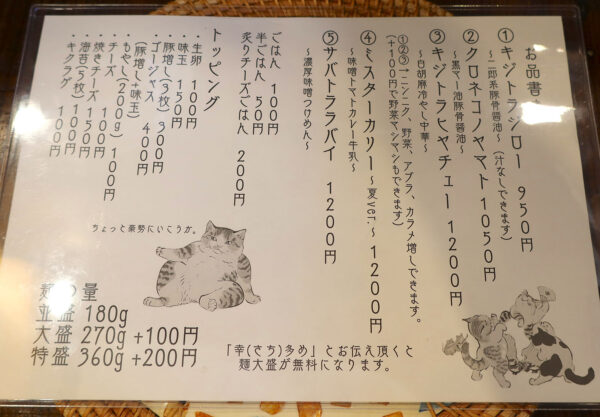 お品書
①キジトラジロー 950円
～二郎系豚骨醤油～(汁なしできます)
②クロネコノヤマト 1050円
～黒マー油豚骨醤油～
③キジトラヒヤチュー 1200円
～白胡麻冷やし中華～
①②③ニンニク、野菜、アブラ、カラメ増しできます。
(+100円で野菜マシマシもできます)
④ミスターカリー～夏ver.～ 1200円
～味噌トマトカレー牛乳～
⑤サバトラバイ 1200円
～濃厚味噌つけめん～
ごはん 100円
半ごはん 50円
炙りチーズごはん 200円
トッピング
・生卵 100円
・味玉 150円
・豚増し(3枚) 300円
・ゴージャス
(豚増し+味玉) 400円
・もやし(200g) 100円
・チーズ 100円
・焼きチーズ 150円
・海苔(5枚) 100円
・キクラゲ 100円
ちょっと楽勢にいこうか。
麺の量
並盛 180g
大盛 270g +100円
特盛 360g +200円
「幸(さち)多め」とお伝え頂くと
麺大盛が無料になります。